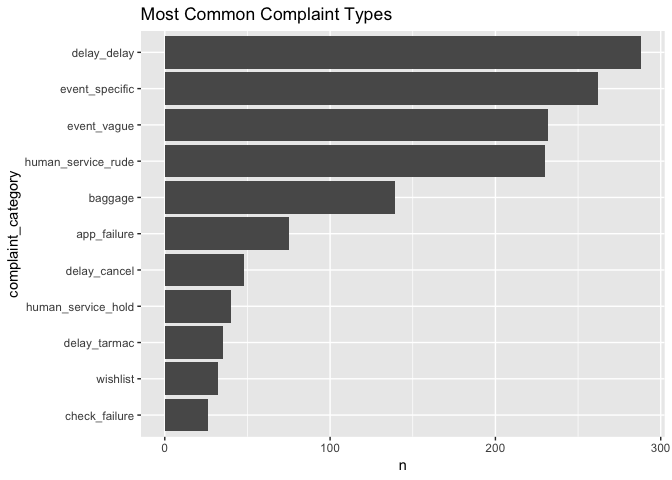 Most Common Complaint Types
complaint_category
delay_delay
event_specific
event_vague
human_service_rude
baggage
app_failure
delay_cancel
human_service_hold
delay_tarmac
wishlist
check_failure
0 100 200 300
n